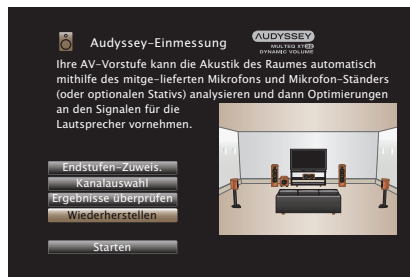 Audyssey-Einmessung
AUDYSSEY
MULTEQ XT32
DYNAMIC VOLUME
Ihre AV-Vorstufe kann die Akustik des Raumes automatisch
mithilfe des mitge-lieferten Mikrofons und Mikrofon-Ständers
(oder optionalen Stativs) analysieren und dann Optimierungen
an den Signalen für die
Lautsprecher vornehmen.
Endstufen-Zuweis.
Kanalauswahl
Ergebnisse überprüfen
Wiederherstellen
Starten